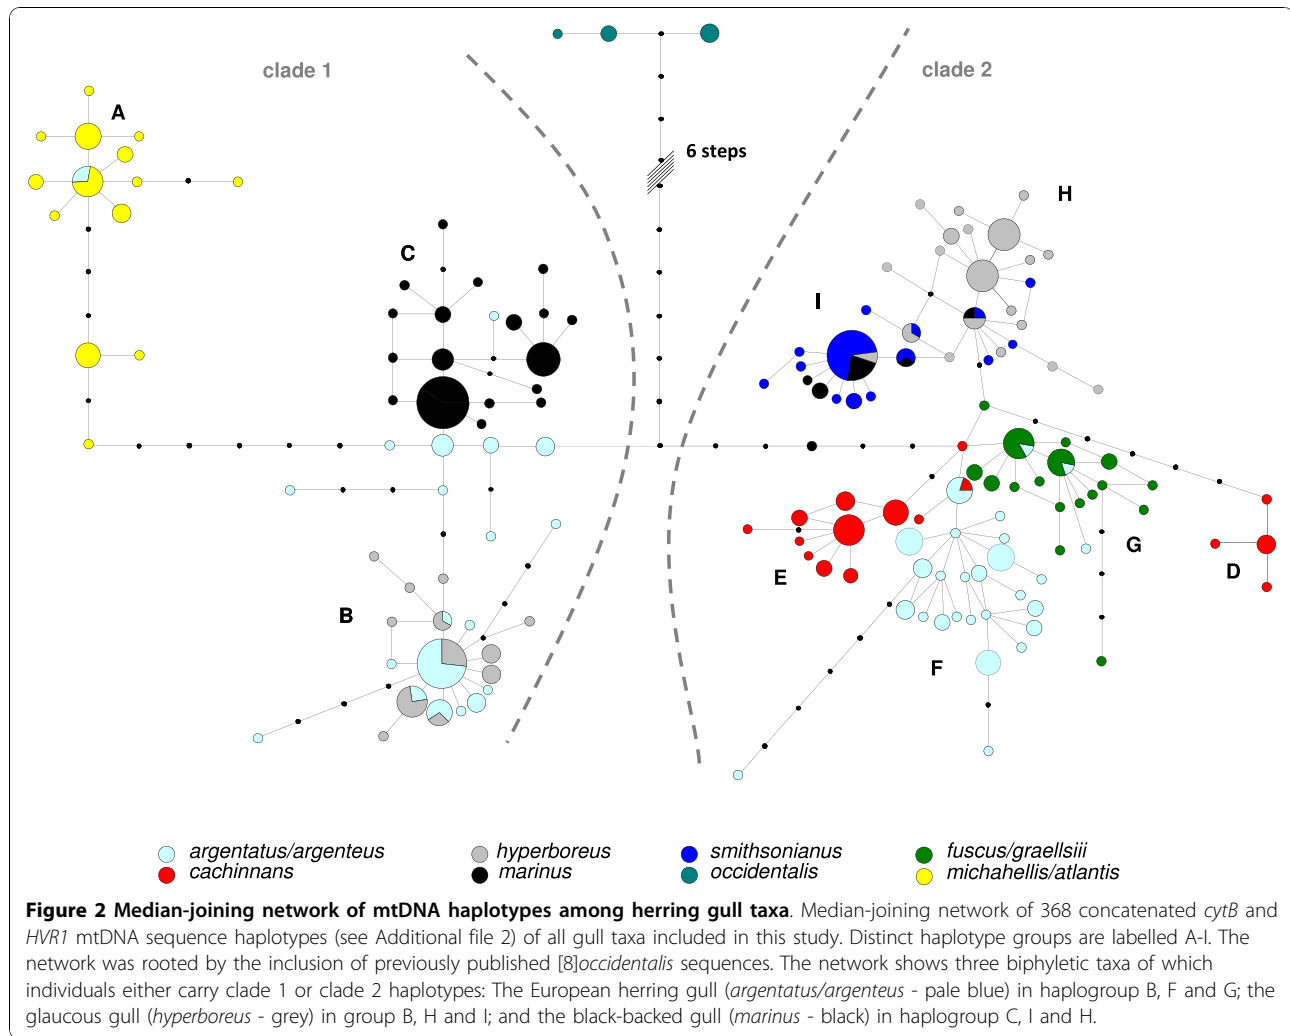 clade 1
clade 2
A
6 steps
H
C
I
E
G
D
B
F
argentatus/argenteus
hyperboreus
smithsonianus
fuscus/graellsiii
cachinnans
marinus
occidentalis
michahellis/atlantis
Figure 2 Median-joining network of mtDNA haplotypes among herring gull taxa. Median-joining network of 368 concatenated cytB and
HVR1 mtDNA sequence haplotypes (see Additional file 2) of all gull taxa included in this study. Distinct haplotype groups are labelled A-I. The
network was rooted by the inclusion of previously published [8]occidentalis sequences. The network shows three biphyletic taxa of which
individuals either carry clade 1 or clade 2 haplotypes: The European herring gull (argentatus/argenteus - pale blue) in haplogroup B, F and G; the
glaucous gull (hyperboreus - grey) in group B, H and I; and the black-backed gull (marinus - black) in haplogroup C, I and H.